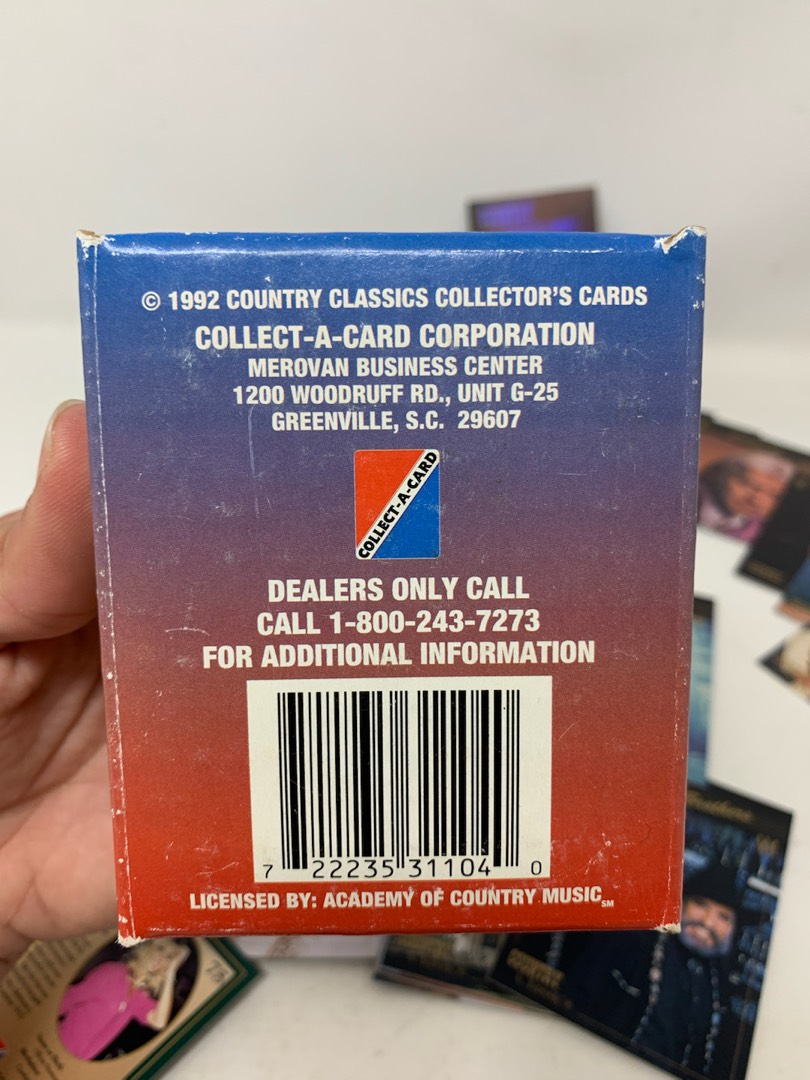 © 1992 COUNTRY CLASSICS COLLECTOR'S CARDS
COLLECT-A-CARD CORPORATION
MEROVAN BUSINESS CENTER
1200 WOODRUFF RD., UNIT G-25
GREENVILLE, S.C. 29607
COLLECT-A-CARD
DEALERS ONLY CALL
CALL 1-800-243-7273
FOR ADDITIONAL INFORMATION
7 22235 31104 0
LICENSED BY: ACADEMY OF COUNTRY MUSIC℠